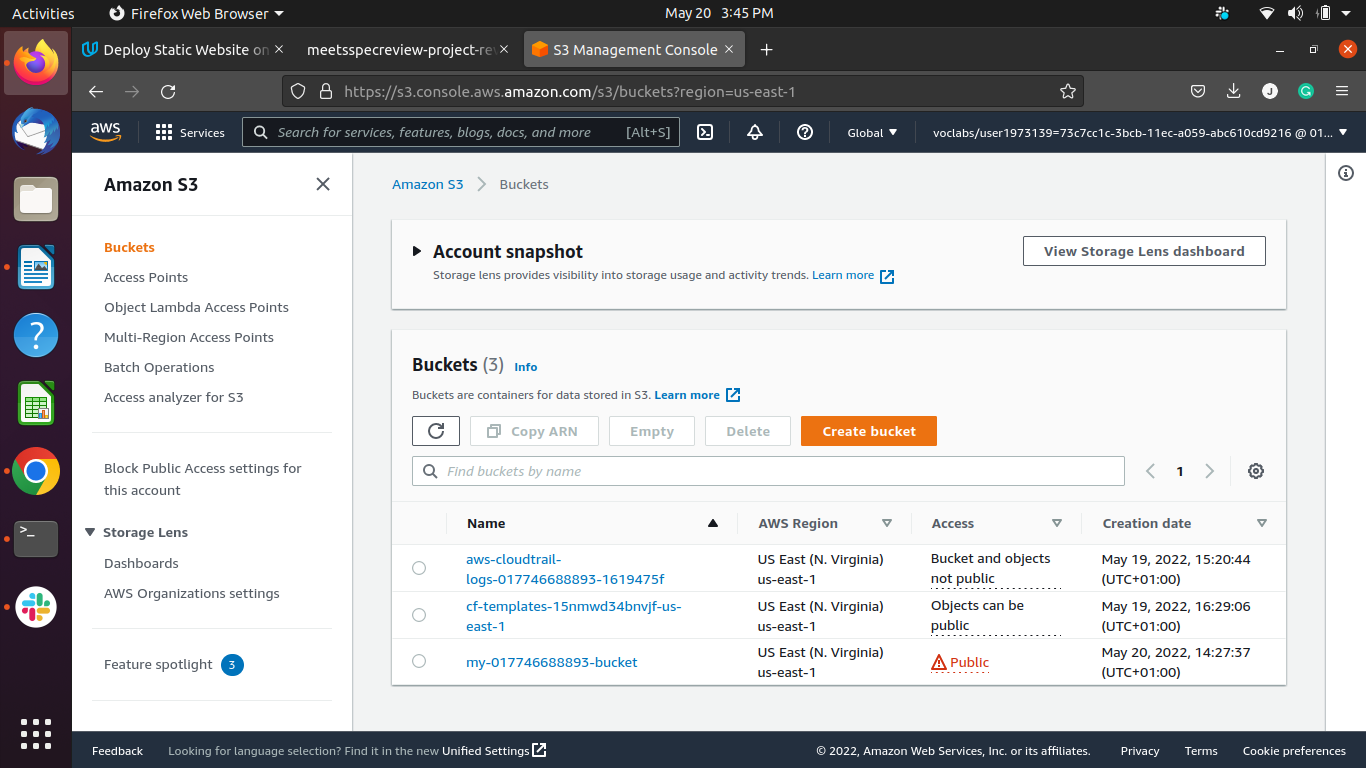 Activities
Firefox Web Browser
May 20 3:45 PM
Deploy Static Website on
meetsspecreview-project-rev
S3 Management Console
https://s3.console.aws.amazon.com/s3/buckets?region=us-east-1
J
G
aws
Services
Search for services, features, blogs, docs, and more [Alt+S]
Global
voclabs/user1973139=73c7cc1c-3bcb-11ec-a059-abc610cd9216 @ 01...
Amazon S3
Buckets
Access Points
Object Lambda Access Points
Multi-Region Access Points
Batch Operations
Access analyzer for S3
Block Public Access settings for
this account
Storage Lens
Dashboards
AWS Organizations settings
Feature spotlight 3
Amazon S3 Buckets
Account snapshot
Storage lens provides visibility into storage usage and activity trends. Learn more
View Storage Lens dashboard
Buckets (3) Info
Buckets are containers for data stored in S3. Learn more
Copy ARN
Empty
Delete
Create bucket
Find buckets by name
1
Name
AWS Region
Access
Creation date
aws-cloudtrail-
logs-017746688893-1619475f
US East (N. Virginia)
us-east-1
Bucket and objects
not public
May 19, 2022, 15:20:44
(UTC+01:00)
cf-templates-15nmwd34bnvjf-us-
east-1
US East (N. Virginia)
us-east-1
Objects can be
public
May 19, 2022, 16:29:06
(UTC+01:00)
my-017746688893-bucket
US East (N. Virginia)
us-east-1
Public
May 20, 2022, 14:27:37
(UTC+01:00)
Feedback
Looking for language selection? Find it in the new Unified Settings
© 2022, Amazon Web Services, Inc. or its affiliates.
Privacy
Terms
Cookie preferences